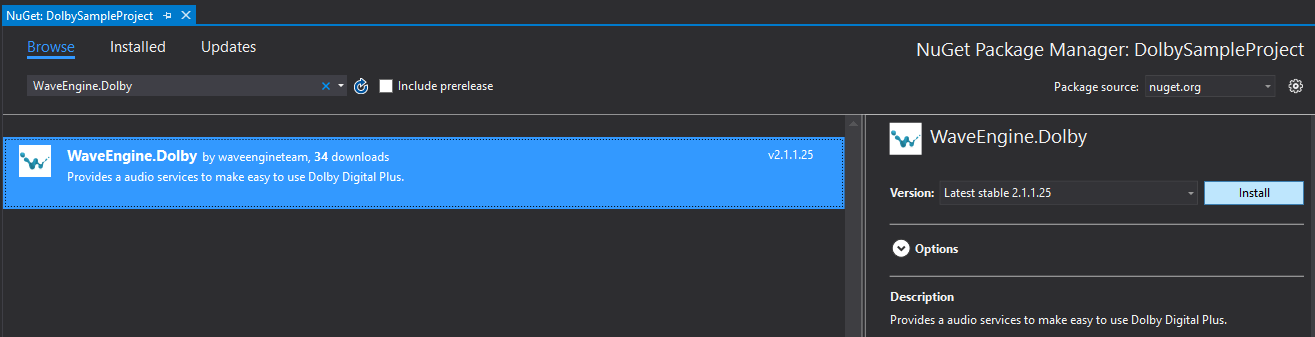 NuGet: DolbySampleProject
Browse Installed Updates
NuGet Package Manager: DolbySampleProject
WaveEngine.Dolby
Include prerelease
Package source: nuget.org
WaveEngine.Dolby by waveengineteam, 34 downloads
v2.1.1.25
Provides a audio services to make easy to use Dolby Digital Plus.
WaveEngine.Dolby
Version: Latest stable 2.1.1.25 Install
Options
Description
Provides a audio services to make easy to use Dolby Digital Plus.